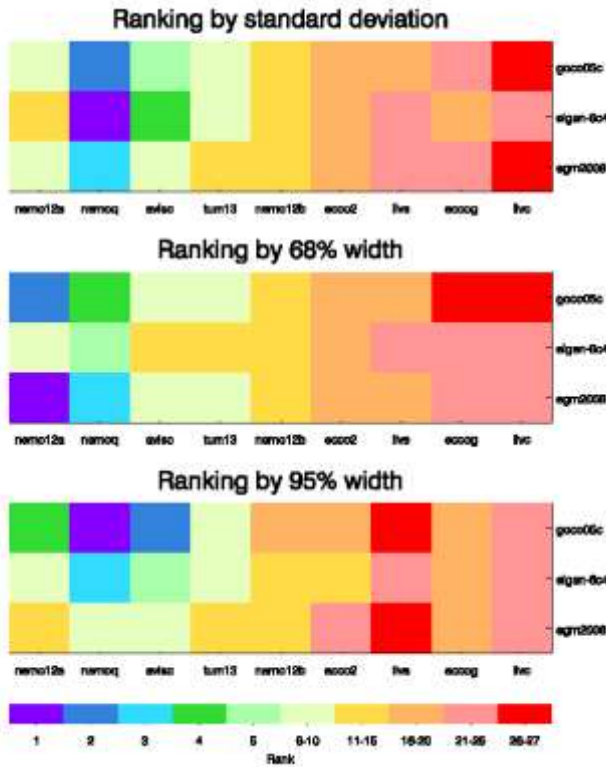 Ranking by standard deviation
goco05c
eigen-6c4
egm2008
nemo12a nemoq aviso tum13 nemo12b ecco2 livs eccog livc
Ranking by 68% width
goco05c
eigen-6c4
egm2008
nemo12a nemoq aviso tum13 nemo12b ecco2 livs eccog livc
Ranking by 95% width
goco05c
eigen-6c4
egm2008
nemo12a nemoq aviso tum13 nemo12b ecco2 livs eccog livc
1 2 3 4 5 6-10 11-15 16-20 21-25 26-27
Rank